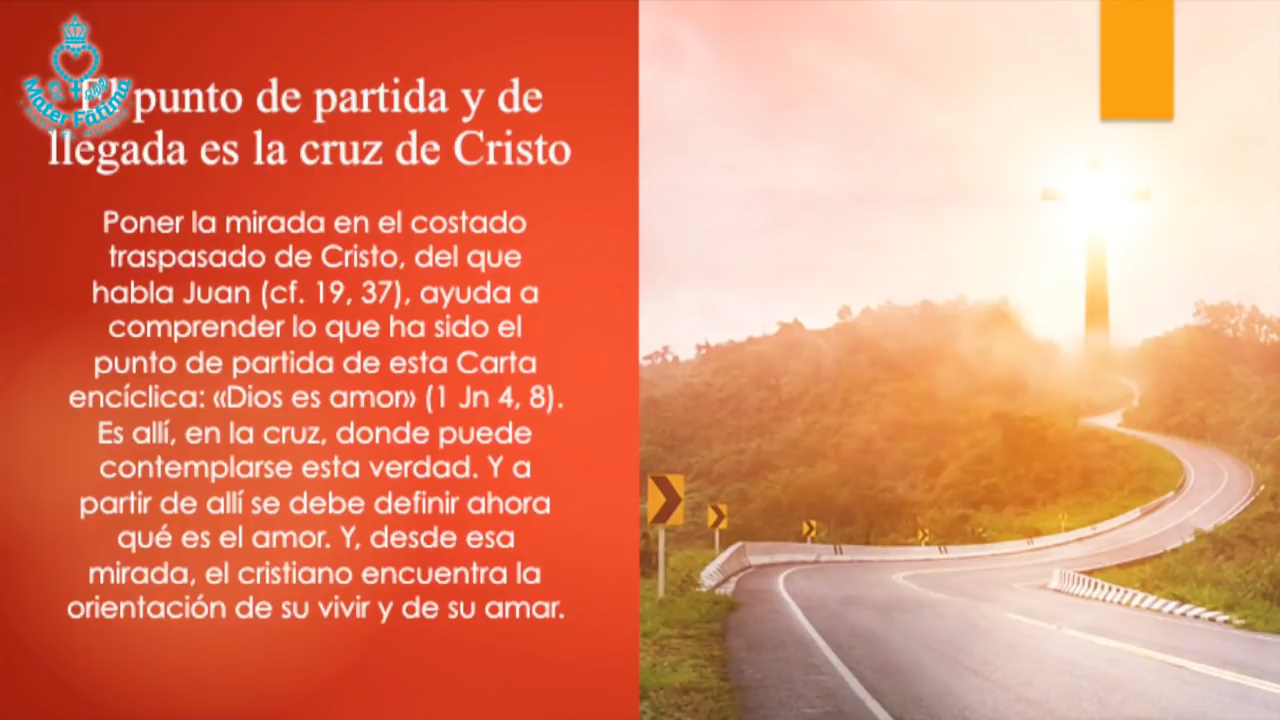 Mater Fátima
El punto de partida y de
llegada es la cruz de Cristo
Poner la mirada en el costado
traspasado de Cristo, del que
habla Juan (cf. 19, 37), ayuda a
comprender lo que ha sido el
punto de partida de esta Carta
encíclica: «Dios es amor» (1 Jn 4, 8).
Es allí, en la cruz, donde puede
contemplarse esta verdad. Y a
partir de allí se debe definir ahora
qué es el amor. Y, desde esa
mirada, el cristiano encuentra la
orientación de su vivir y de su amar.